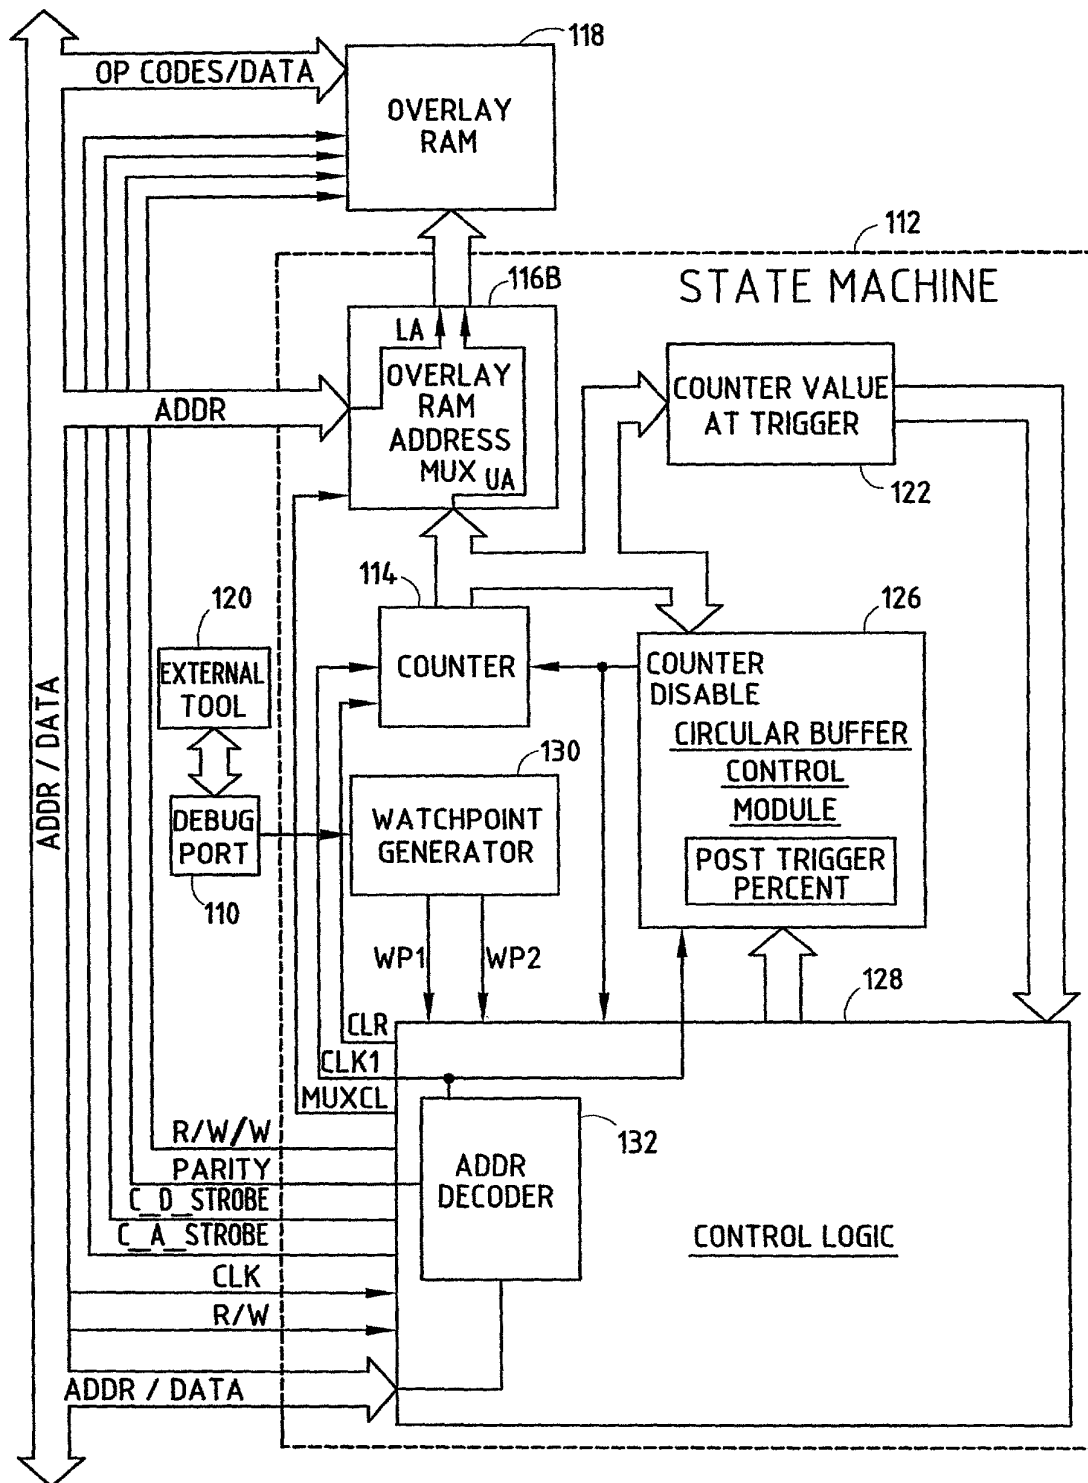 118
OP CODES/DATA
OVERLAY
RAM
112
STATE MACHINE
116B
LA
OVERLAY
RAM
ADDRESS
MUX
UA
ADDR
COUNTER VALUE
AT TRIGGER
122
114
COUNTER
120
EXTERNAL
TOOL
126
COUNTER
DISABLE
CIRCULAR BUFFER
CONTROL
MODULE
POST TRIGGER
PERCENT
ADDR / DATA
130
WATCHPOINT
GENERATOR
DEBUG
PORT
110
WP1
WP2
128
CLR
CLK1
MUXCL
R/W/W
PARITY
C_D_STROBE
C_A_STROBE
CLK
R/W
ADDR / DATA
132
ADDR
DECODER
CONTROL LOGIC